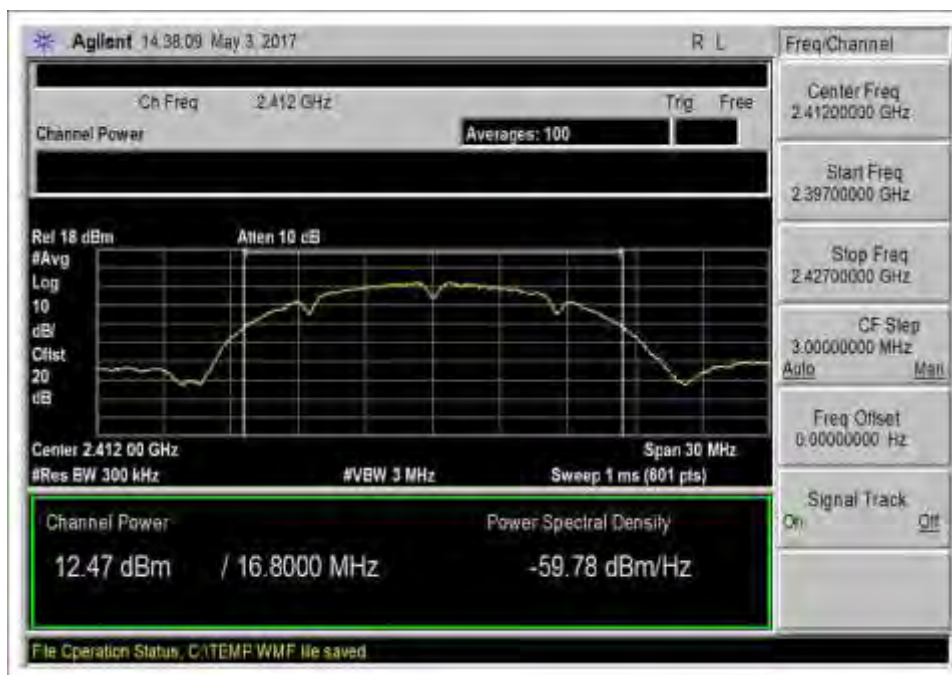 Agilent 14:38:09 May 3, 2017
R L
Freq/Channel
Ch Freq 2.412 GHz
Trig Free
Channel Power
Averages: 100
Center Freq
2.41200000 GHz
Start Freq
2.39700000 GHz
Stop Freq
2.42700000 GHz
CF Step
3.00000000 MHz
Auto Man
Freq Offset
0.00000000 Hz
Signal Track
On Off
Ref 18 dBm
Atten 10 dB
#Avg
Log
10
dB/
Offst
20
dB
Center 2.412 00 GHz
Span 30 MHz
#Res BW 300 kHz
#VBW 3 MHz
Sweep 1 ms (601 pts)
Channel Power
Power Spectral Density
12.47 dBm / 16.8000 MHz
-59.78 dBm/Hz
File Operation Status, C:\TEMP.WMF file saved